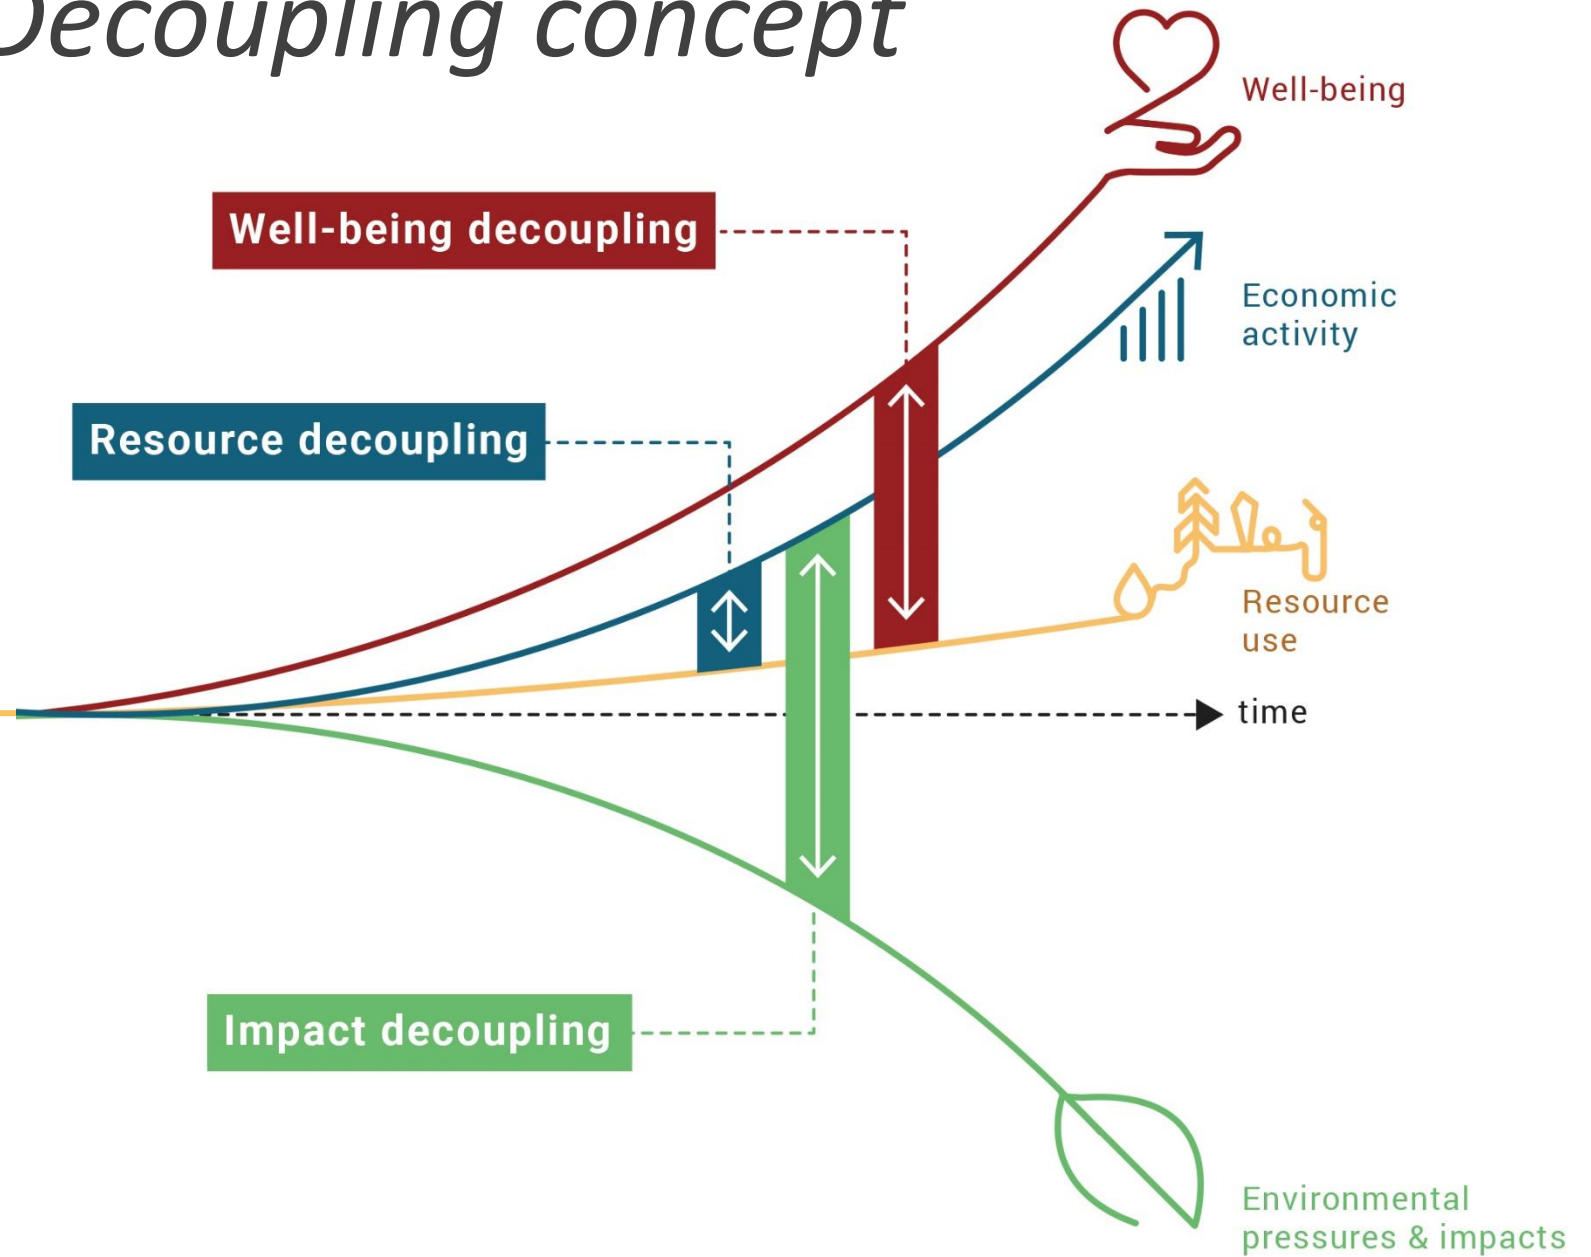 Decoupling concept
Well-being
Well-being decoupling
Economic
activity
Resource decoupling
Resource
use
time
Impact decoupling
Environmental
pressures & impacts